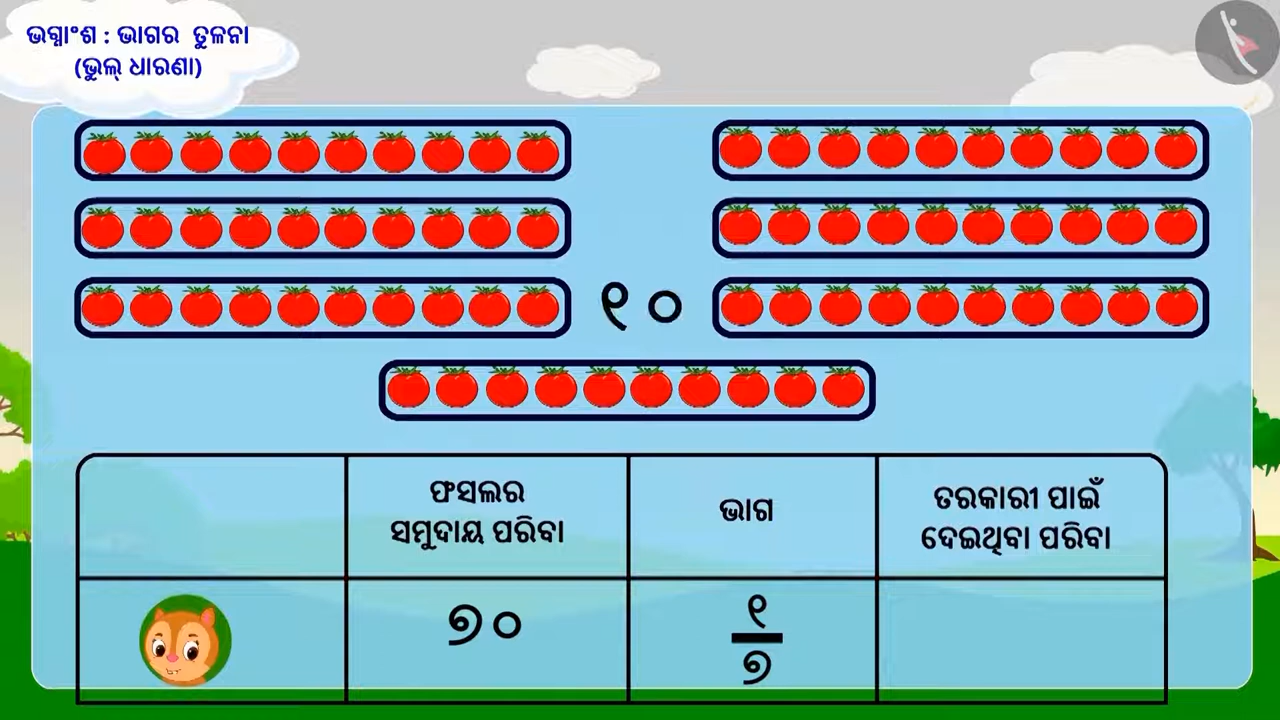 ଭଗ୍ନାଂଶ : ଭାଗର ତୁଳନା
(ଭୁଲ୍ ଧାରଣା)
୧୦
ଫସଲର
ସମୁଦାୟ ପରିବା
ଭାଗ
ତରକାରୀ ପାଇଁ
ଦେଇଥିବା ପରିବା
୭୦
୧
୭